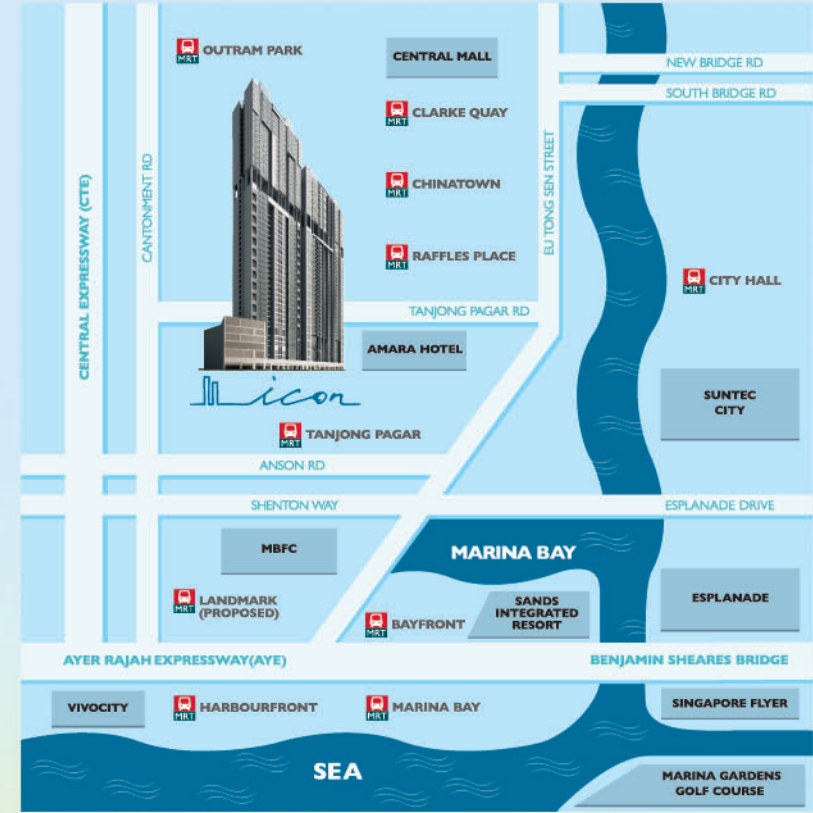 MRT OUTRAM PARK
CENTRAL MALL
NEW BRIDGE RD
SOUTH BRIDGE RD
MRT CLARKE QUAY
CENTRAL EXPRESSWAY (CTE)
CANTONMENT RD
EU TONG SEN STREET
MRT CHINATOWN
MRT RAFFLES PLACE
MRT CITY HALL
TANJONG PAGAR RD
AMARA HOTEL
icon
SUNTEC
CITY
MRT TANJONG PAGAR
ANSON RD
SHENTON WAY
ESPLANADE DRIVE
MBFC
MARINA BAY
MRT LANDMARK
(PROPOSED)
MRT BAYFRONT
SANDS
INTEGRATED
RESORT
ESPLANADE
AYER RAJAH EXPRESSWAY(AYE)
BENJAMIN SHEARES BRIDGE
VIVOCITY
MRT HARBOURFRONT
MRT MARINA BAY
SINGAPORE FLYER
SEA
MARINA GARDENS
GOLF COURSE